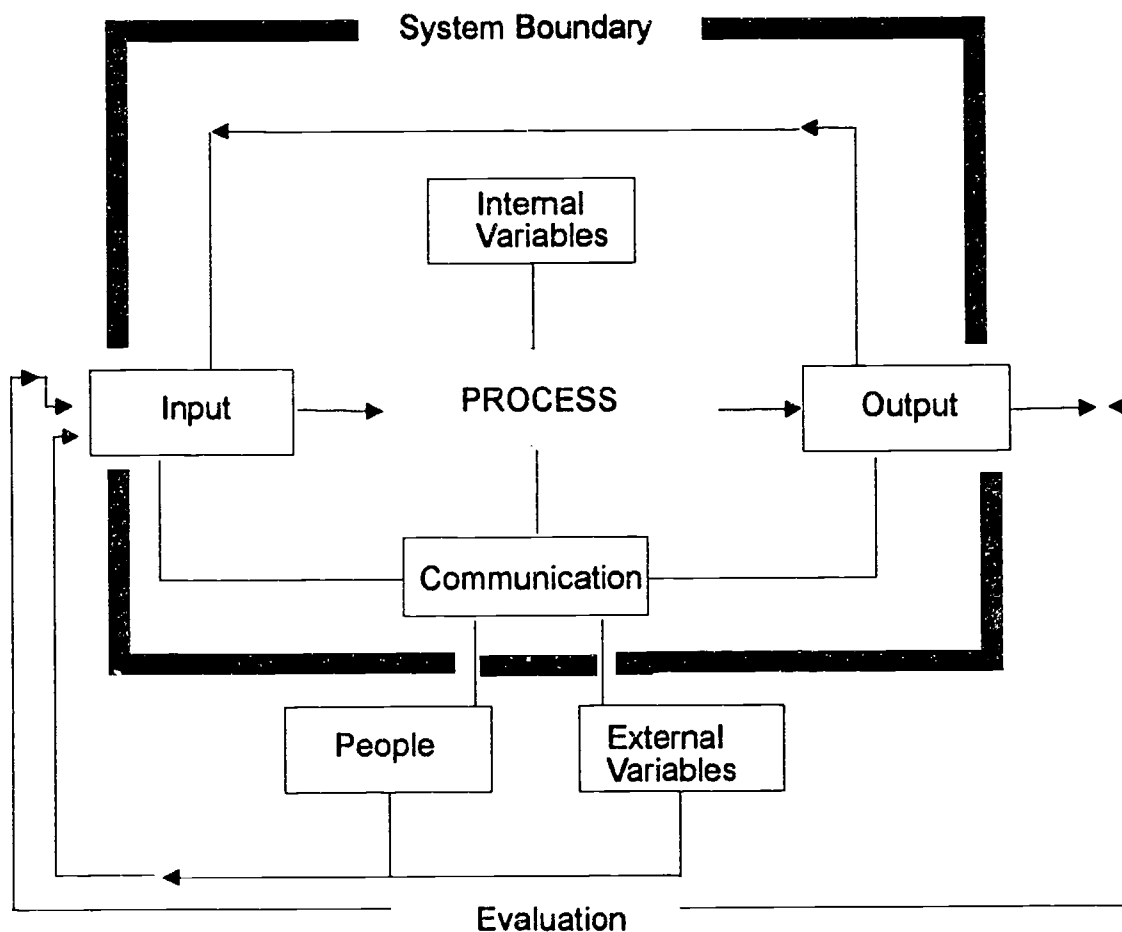 System Boundary
Internal
Variables
Input
PROCESS
Output
Communication
People
External
Variables
Evaluation